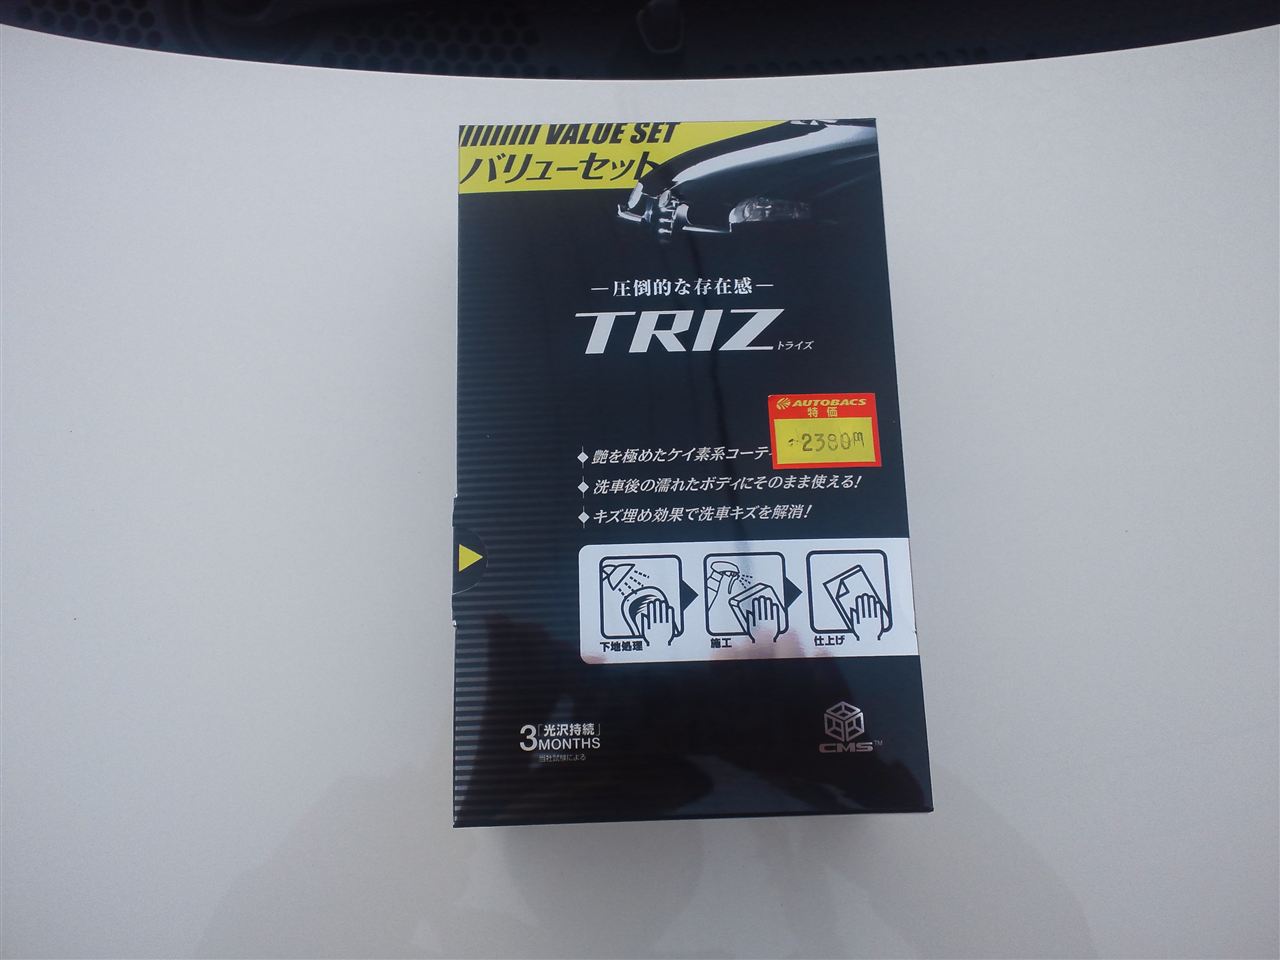 VALUE SET
バリューセット
―圧倒的な存在感―
TRIZ
トライズ
AUTOBACS
特価
2380円
艶を極めたケイ素系コーテ
洗車後の濡れたボディにそのまま使える!
キズ埋め効果で洗車キズを解消!
下地処理
施工
仕上げ
3「光沢持続」
MONTHS
当社試験による
CMS™